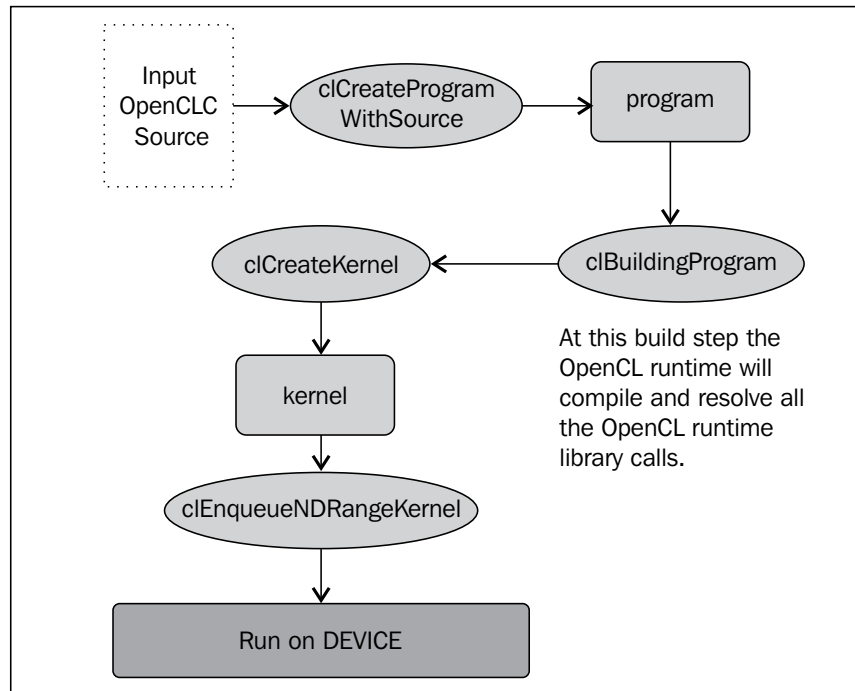 Input
OpenCLC
Source
clCreateProgram
WithSource
program
clBuildingProgram
clCreateKernel
At this build step the
OpenCL runtime will
compile and resolve all
the OpenCL runtime
library calls.
kernel
clEnqueueNDRangeKernel
Run on DEVICE